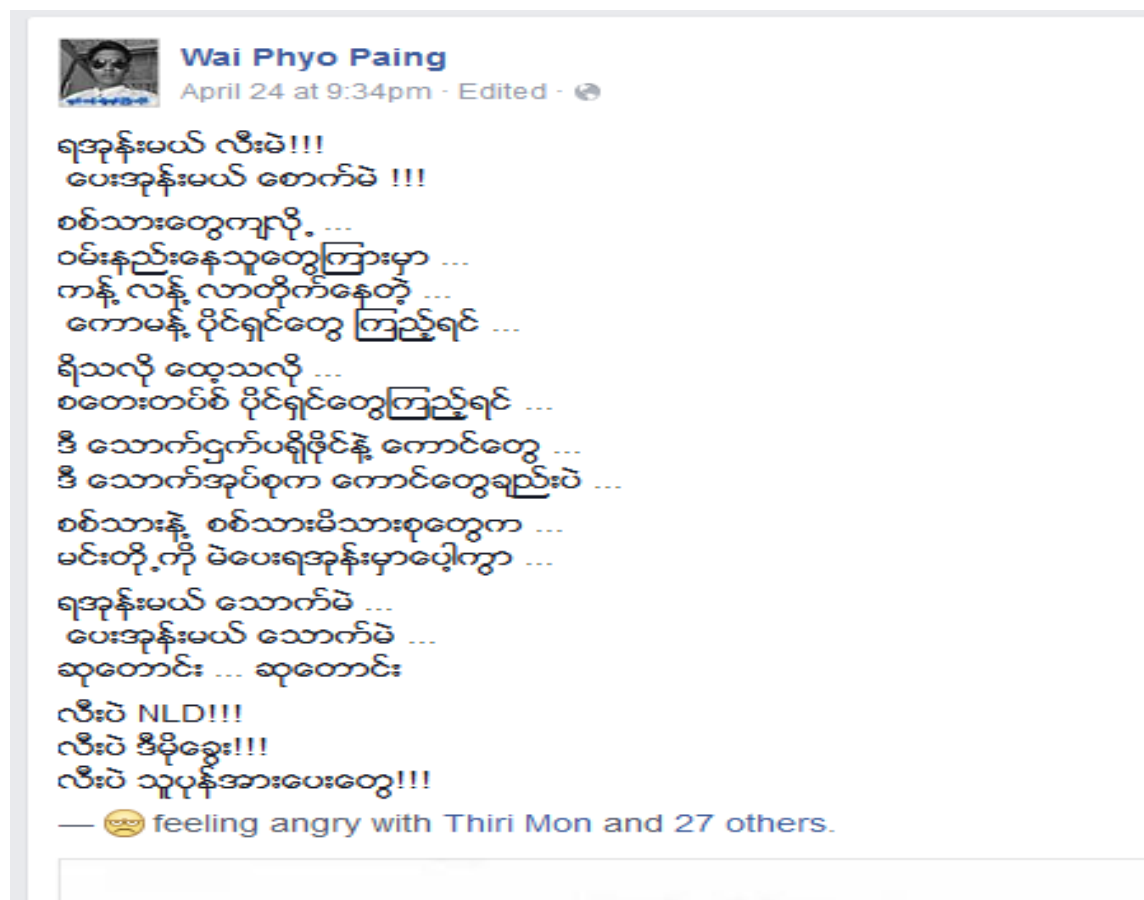 Wai Phyo Paing
April 24 at 9:34pm · Edited ·
ရအုန်းမယ် လီးမဲ!!!
ပေးအုန်းမယ် စောက်မဲ !!!
စစ်သားတွေကျလို့ ...
ဝမ်းနည်းနေသူတွေကြားမှာ ...
ကန့် လန့် လာတိုက်နေတဲ့ ...
ကောမန့် ပိုင်ရှင်တွေ ကြည့်ရင် ...
ရိသလို ထေ့သလို ...
စတေးတပ်စ် ပိုင်ရှင်တွေကြည့်ရင် ...
ဒီ သောက်ငှက်ပရိုဖိုင်နဲ့ ကောင်တွေ ...
ဒီ သောက်အုပ်စုက ကောင်တွေချည်းပဲ ...
စစ်သားနဲ့ စစ်သားမိသားစုတွေက ...
မင်းတို့ကို မဲပေးရအုန်းမှာပေါ့ကွာ ...
ရအုန်းမယ် သောက်မဲ ...
ပေးအုန်းမယ် သောက်မဲ ...
ဆုတောင်း ... ဆုတောင်း
လီးပဲ NLD!!!
လီးပဲ ဒီမိုခွေး!!!
လီးပဲ သူပုန်အားပေးတွေ!!!
— feeling angry with Thiri Mon and 27 others.